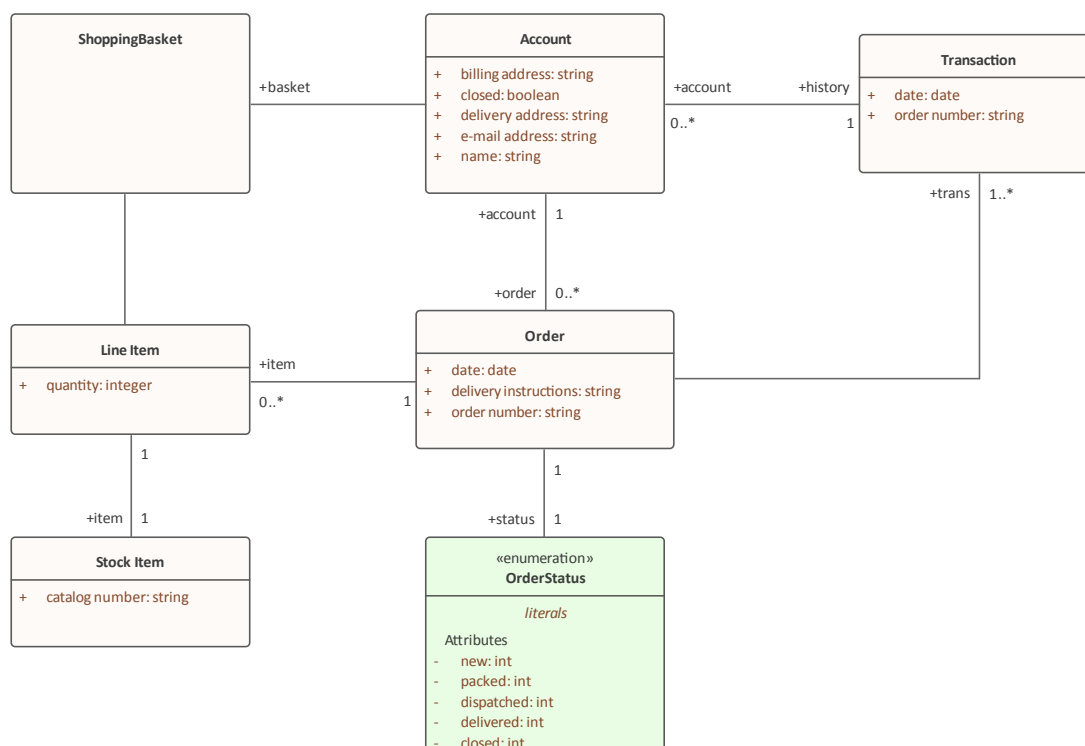 ShoppingBasket
+basket
Account
+ billing address: string
+ closed: boolean
+ delivery address: string
+ e-mail address: string
+ name: string
+account
0..*
+history
1
Transaction
+ date: date
+ order number: string
+trans
1..*
+account
1
+order
0..*
Line Item
+ quantity: integer
+item
0..*
1
Order
+ date: date
+ delivery instructions: string
+ order number: string
1
+item
1
Stock Item
+ catalog number: string
1
+status
1
«enumeration»
OrderStatus
literals
Attributes
- new: int
- packed: int
- dispatched: int
- delivered: int
- closed: int